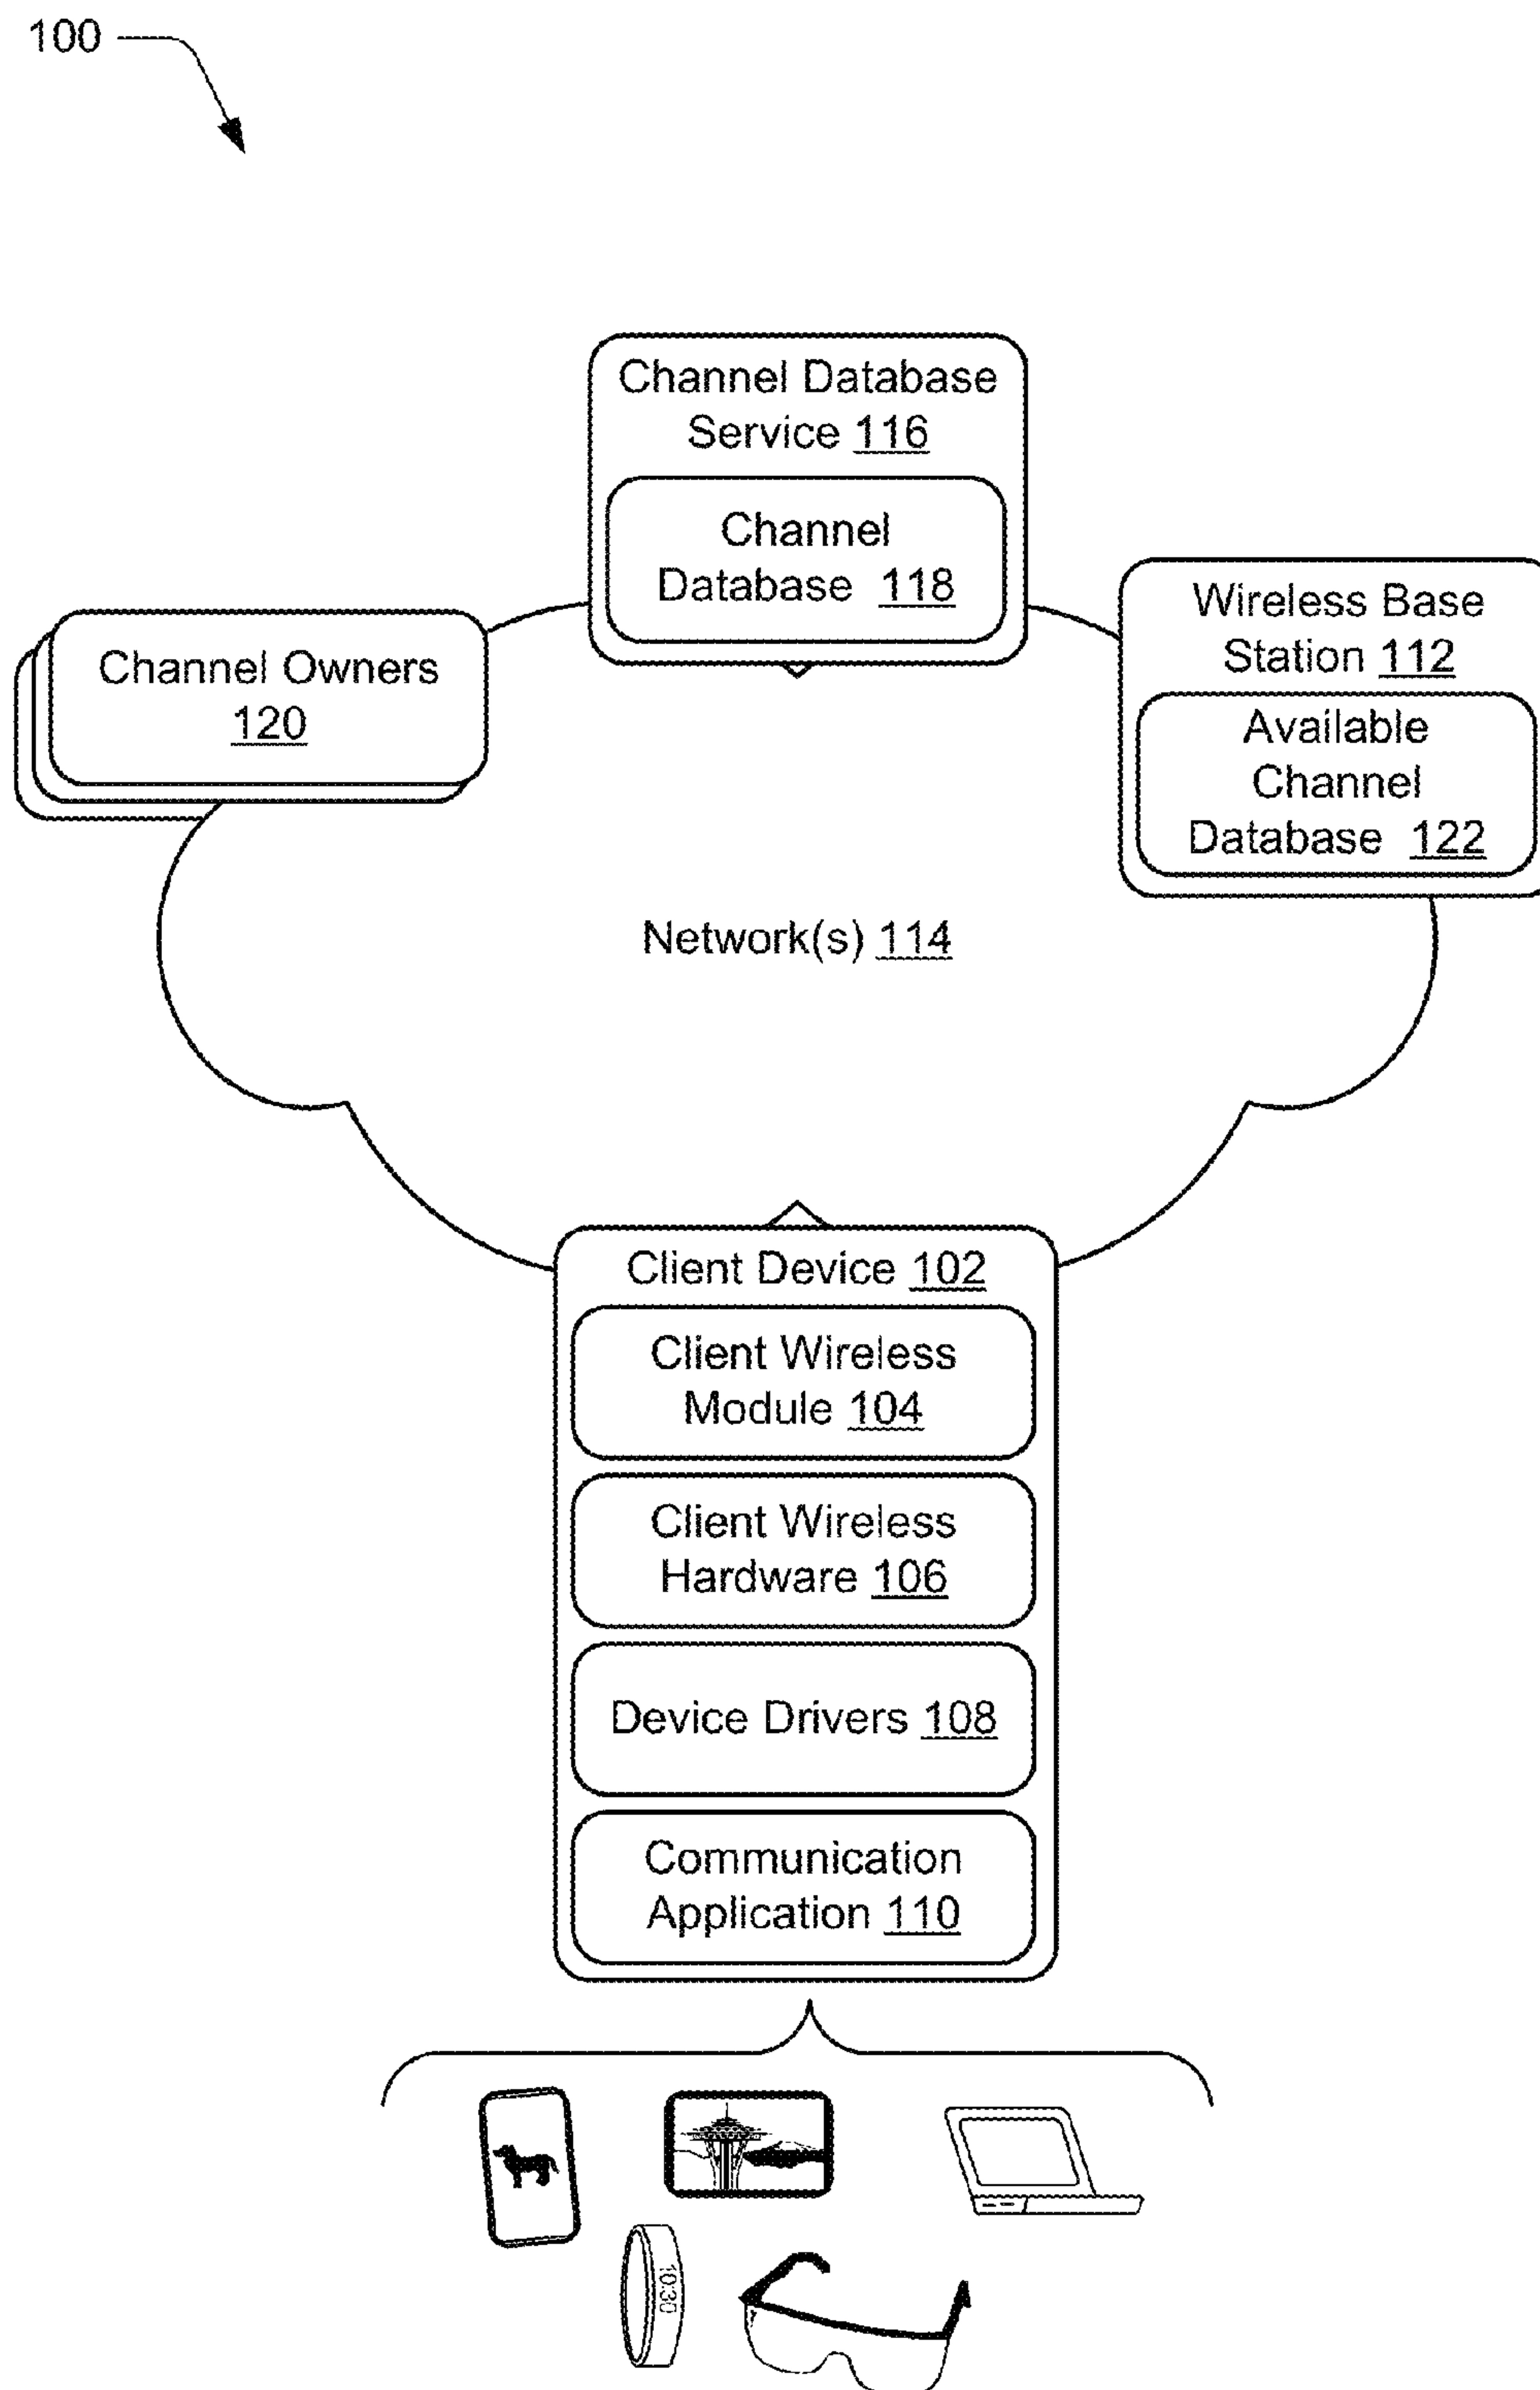 100
Channel Database
Service 116
Channel
Database 118
Wireless Base
Station 112
Available
Channel
Database 122
Channel Owners
120
Network(s) 114
Client Device 102
Client Wireless
Module 104
Client Wireless
Hardware 106
Device Drivers 108
Communication
Application 110
10:30